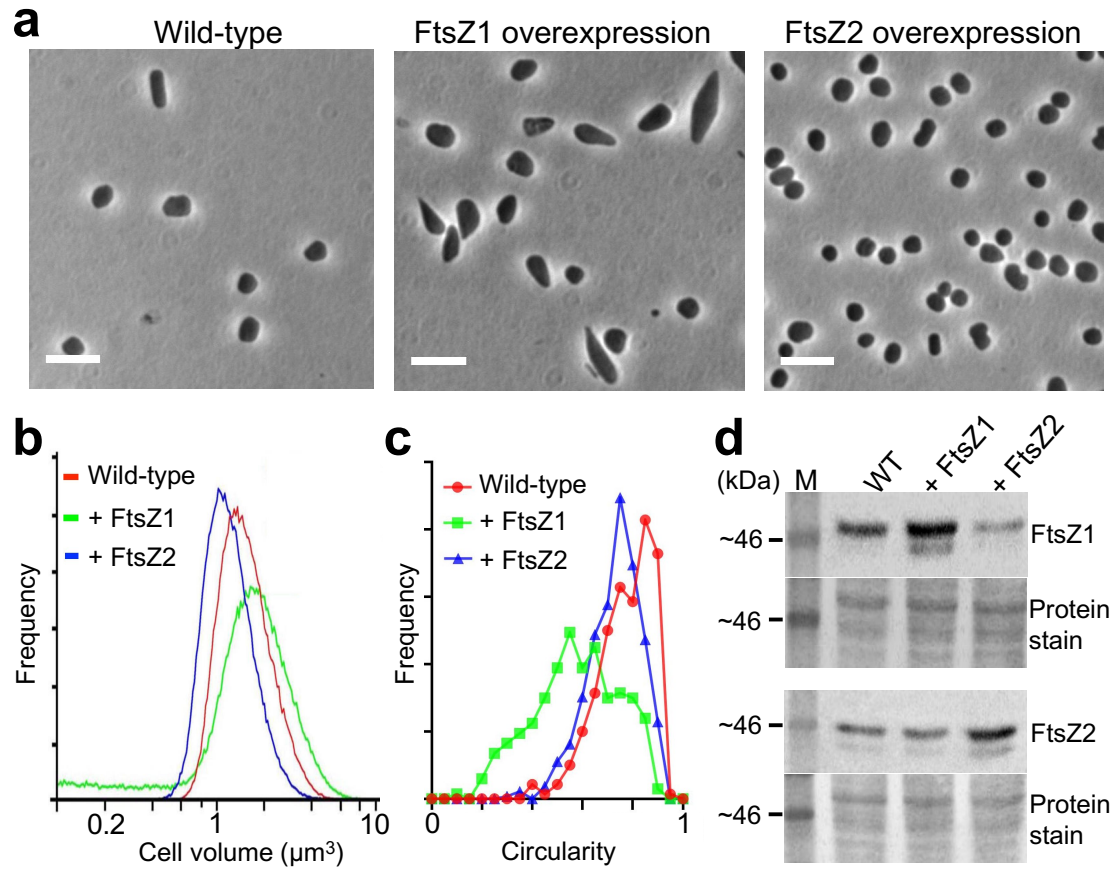 a
Wild-type
FtsZ1 overexpression
FtsZ2 overexpression
b
Wild-type
+ FtsZ1
+ FtsZ2
Frequency
0.2
1
10
Cell volume (μm³)
c
Wild-type
+ FtsZ1
+ FtsZ2
Frequency
0
1
Circularity
d
(kDa)
M
WT
+ FtsZ1
+ FtsZ2
~46
FtsZ1
~46
Protein
stain
~46
FtsZ2
~46
Protein
stain